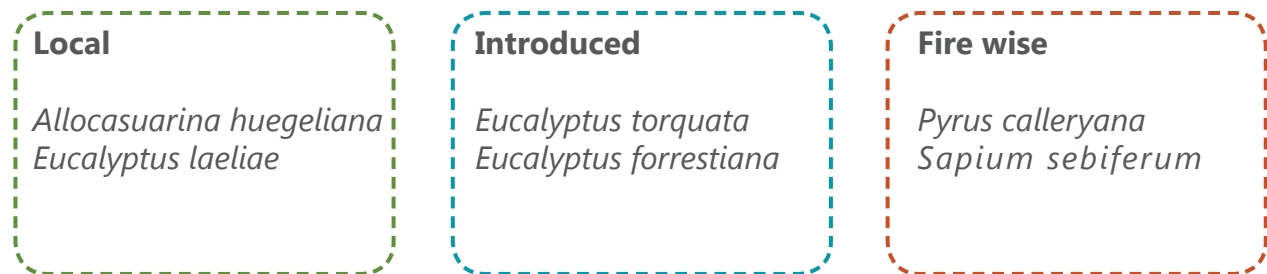 Local
Allocasuarina huegeliana
Eucalyptus laeliae
Introduced
Eucalyptus torquata
Eucalyptus forrestiana
Fire wise
Pyrus calleryana
Sapium sebiferum